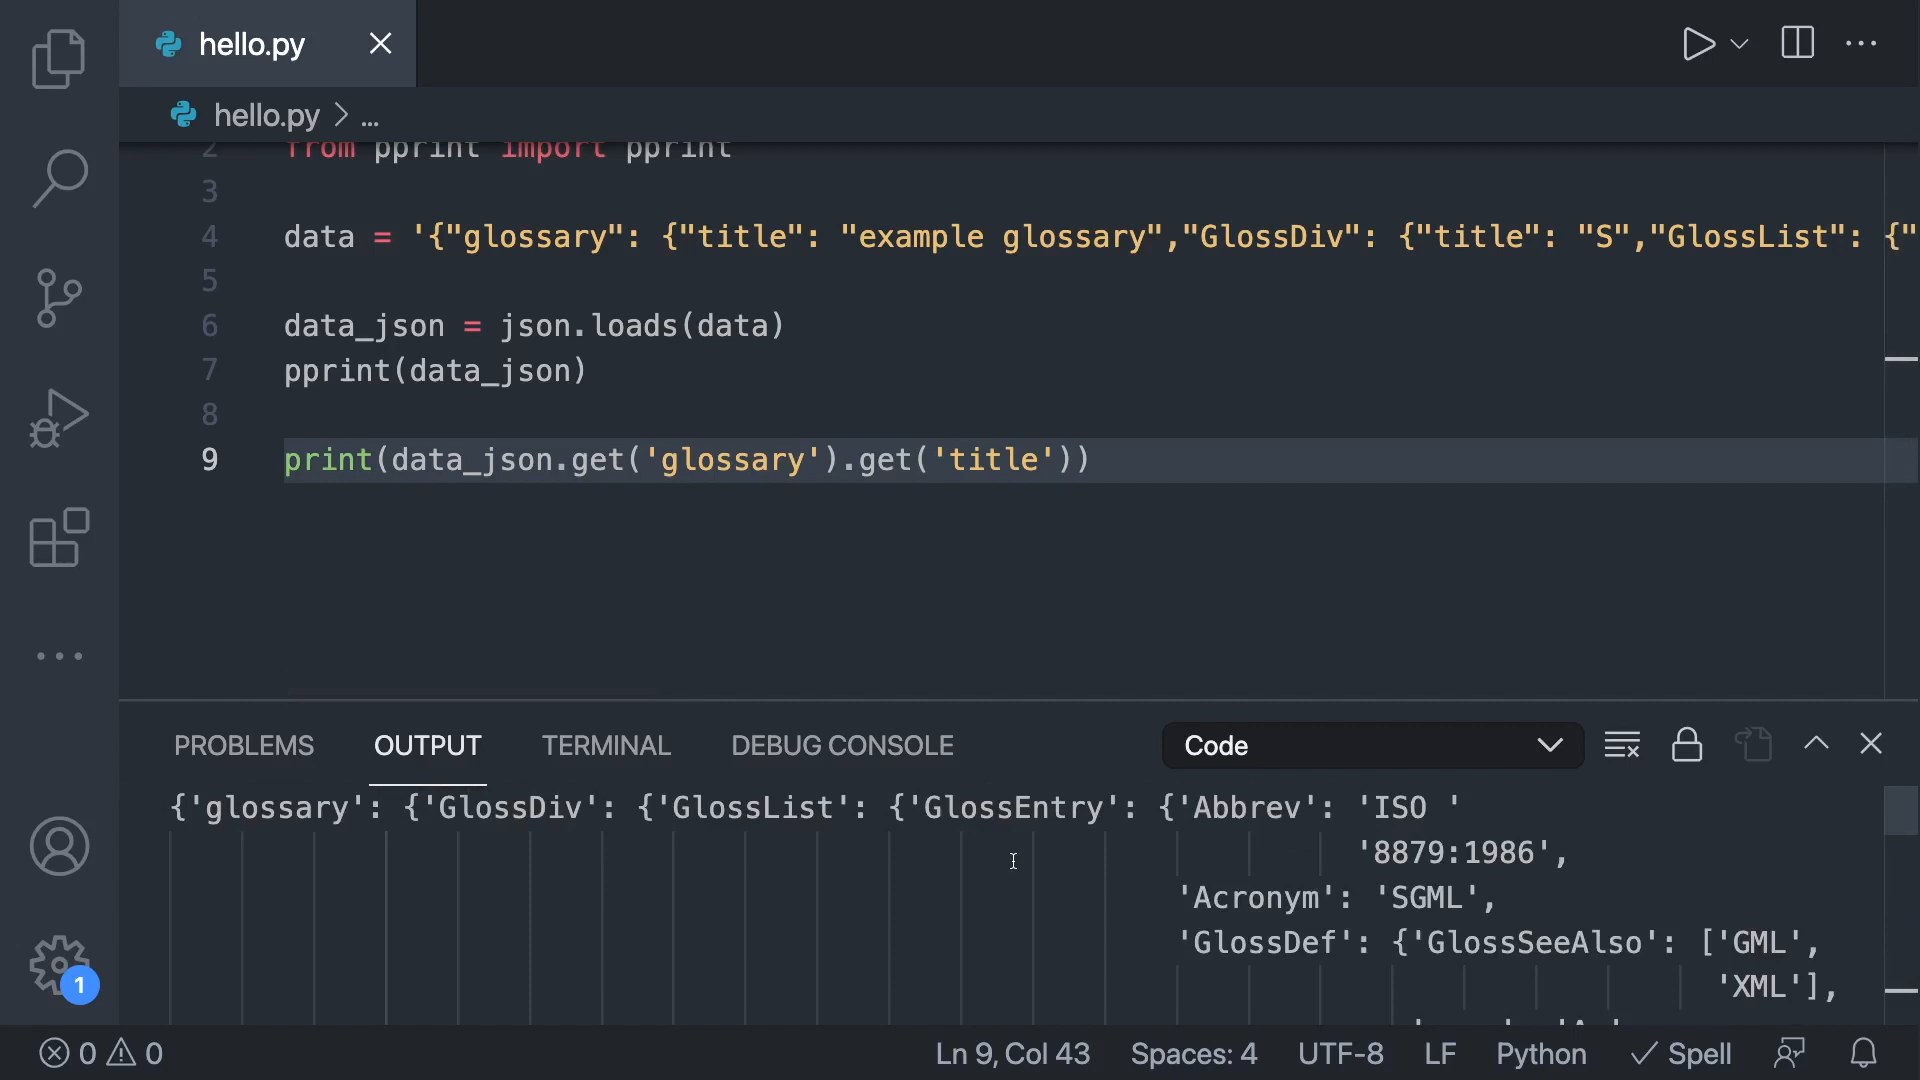 hello.py
hello.py > ...
2 from pprint import pprint
3
4 data = '{"glossary": {"title": "example glossary","GlossDiv": {"title": "S","GlossList": {"
5
6 data_json = json.loads(data)
7 pprint(data_json)
8
9 print(data_json.get('glossary').get('title'))
PROBLEMS OUTPUT TERMINAL DEBUG CONSOLE Code
{'glossary': {'GlossDiv': {'GlossList': {'GlossEntry': {'Abbrev': 'ISO '
'8879:1986',
'Acronym': 'SGML',
'GlossDef': {'GlossSeeAlso': ['GML',
'XML'],
1
0 0 Ln 9, Col 43 Spaces: 4 UTF-8 LF Python Spell